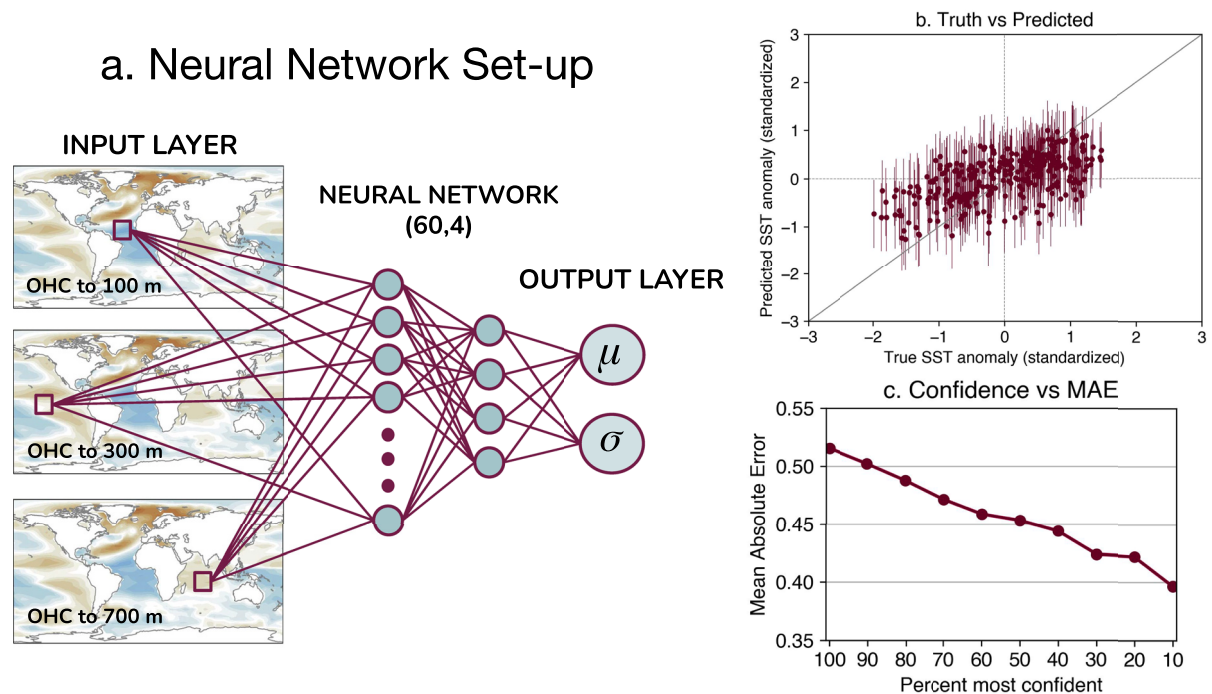 a. Neural Network Set-up
INPUT LAYER
OHC to 100 m
OHC to 300 m
OHC to 700 m
NEURAL NETWORK
(60,4)
OUTPUT LAYER
μ
σ
b. Truth vs Predicted
Predicted SST anomaly (standardized)
3
2
1
0
−1
−2
−3
−3
−2
−1
0
1
2
3
True SST anomaly (standardized)
c. Confidence vs MAE
Mean Absolute Error
0.55
0.50
0.45
0.40
0.35
100 90 80 70 60 50 40 30 20 10
Percent most confident